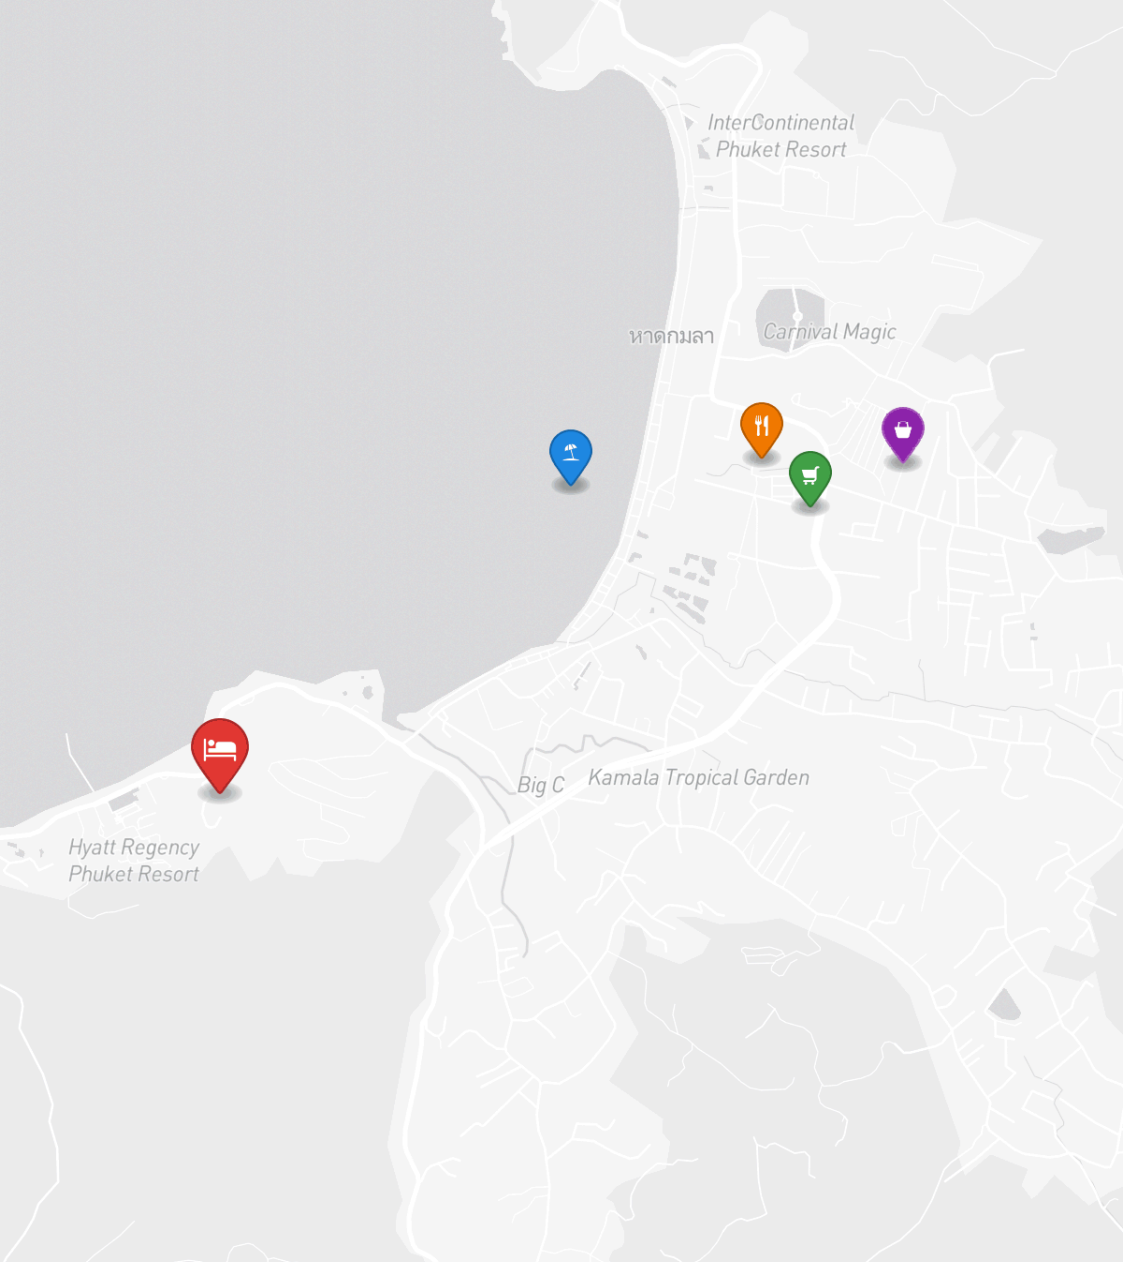 InterContinental
Phuket Resort
หาดกมลา
Carnival Magic
Big C
Kamala Tropical Garden
Hyatt Regency
Phuket Resort